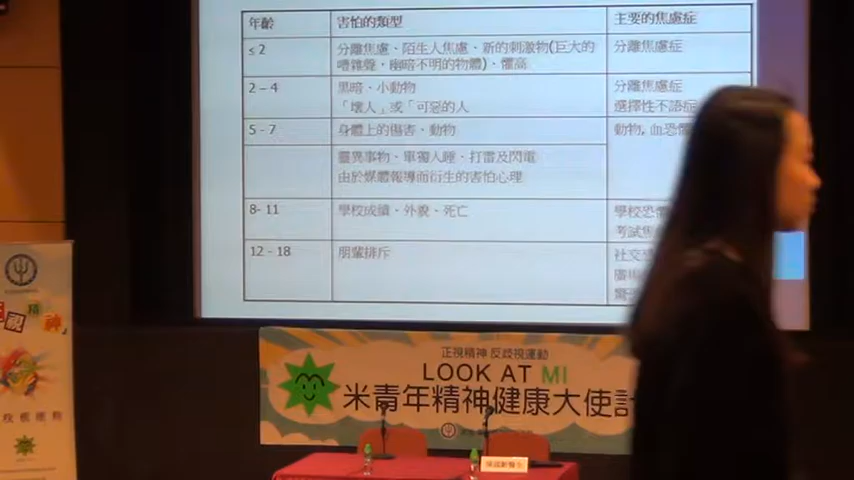 年齡 害怕的類型 主要的焦慮症
≤ 2 分離焦慮、陌生人焦慮、新的刺激物(巨大的 分離焦慮症
嘈雜聲、幽暗不明的物體)、懼高
2 – 4 黑暗、小動物 分離焦慮症
「壞人」或「可惡的人 選擇性不語症
5 - 7 身體上的傷害、動物 動物, 血恐
靈異事物、單獨人睡、打雷及閃電
由於媒體報導而衍生的害怕心理
8- 11 學校成績、外貌、死亡 學校恐
考試焦
12 – 18 朋輩排斥 社交恐
正視精神 反歧視運動
LOOK AT MI
米青年精神健康大使計